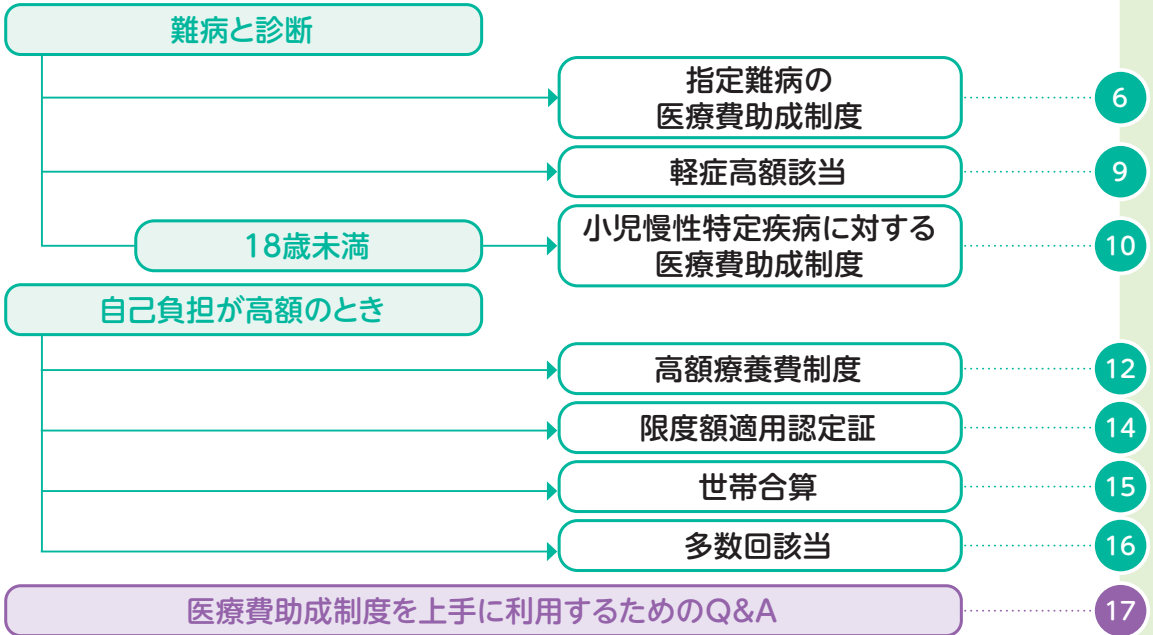 難病と診断
指定難病の
医療費助成制度
6
軽症高額該当
9
18歳未満
小児慢性特定疾病に対する
医療費助成制度
10
自己負担が高額のとき
高額療養費制度
12
限度額適用認定証
14
世帯合算
15
多数回該当
16
医療費助成制度を上手に利用するためのQ&A
17